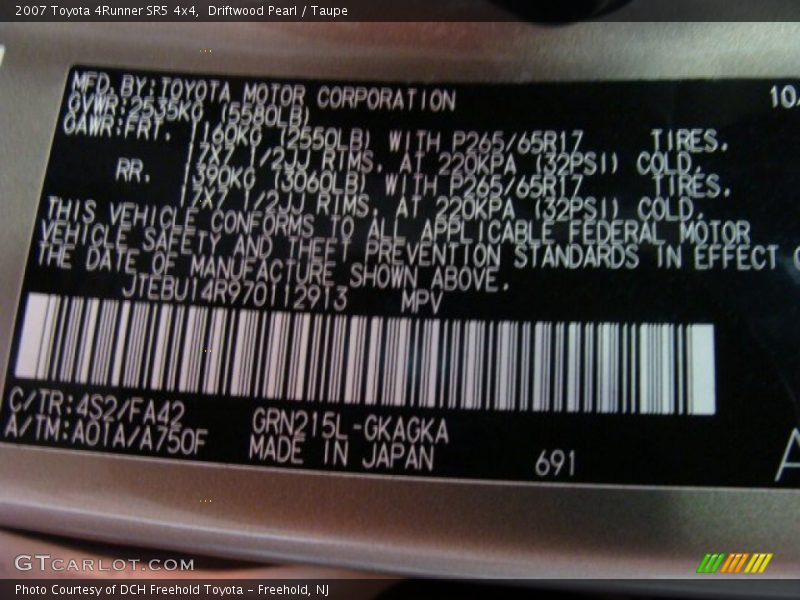 2007 Toyota 4Runner SR5 4x4,  Driftwood Pearl / Taupe
MFD. BY: TOYOTA MOTOR CORPORATION 10
GVWR: 2535KG (5580LB)
GAWR: FRT. 1160KG (2550LB) WITH P265/65R17 TIRES.
17X7 1/2JJ RIMS. AT 220KPA (32PSI) COLD.
RR. 1390KG (3060LB) WITH P265/65R17 TIRES.
17X7 1/2JJ RIMS. AT 220KPA (32PSI) COLD.
THIS VEHICLE CONFORMS TO ALL APPLICABLE FEDERAL MOTOR
VEHICLE SAFETY AND THEFT PREVENTION STANDARDS IN EFFECT
THE DATE OF MANUFACTURE SHOWN ABOVE.
JTEBU14R970112913 MPV
C/TR: 4S2/FA42 GRN215L-GKAGKA
A/TM: A01A/A750F MADE IN JAPAN 691
GTCARLOT.COM
Photo Courtesy of DCH Freehold Toyota - Freehold, NJ